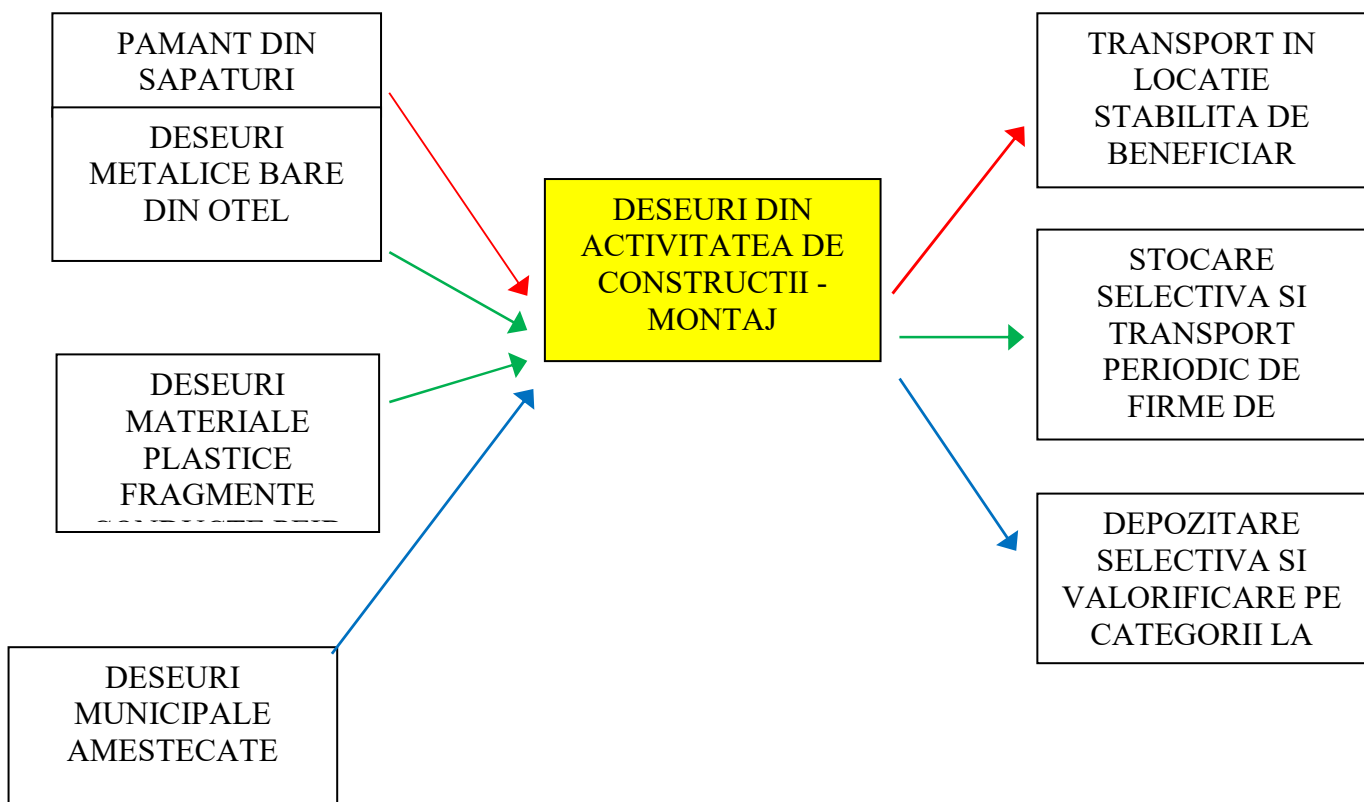 PAMANT DIN
SAPATURI
DESEURI
METALICE BARE
DIN OTEL
DESEURI
MATERIALE
PLASTICE
FRAGMENTE
DESEURI
MUNICIPALE
AMESTECATE
DESEURI DIN
ACTIVITATEA DE
CONSTRUCTII -
MONTAJ
TRANSPORT IN
LOCATIE
STABILITA DE
BENEFICIAR
STOCARE
SELECTIVA SI
TRANSPORT
PERIODIC DE
FIRME DE
DEPOZITARE
SELECTIVA SI
VALORIFICARE PE
CATEGORII LA